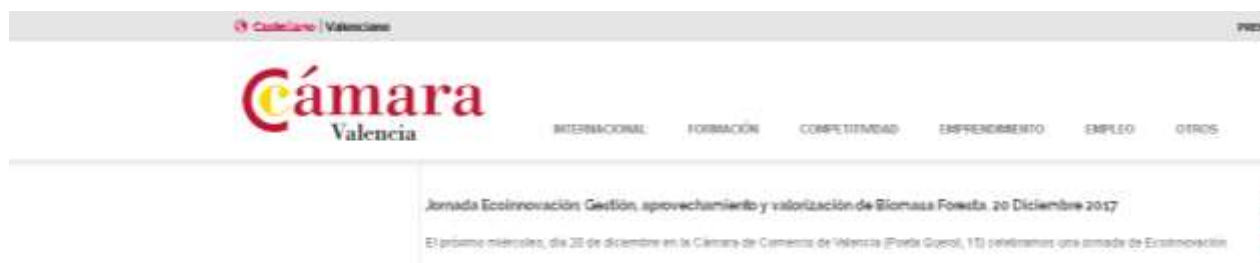 Castellano | Valenciano
Cámara
Valencia
INTERNACIONAL FORMACIÓN COMPETITIVIDAD EMPRENDIMIENTO EMPLEO OTROS
Jornada Ecoinnovación: Gestión, aprovechamiento y valorización de Biomasa Foresta. 20 Diciembre 2017
El próximo miércoles, día 20 de diciembre en la Cámara de Comercio de Valencia (Poeta Querol, 15) celebramos una jornada de Ecoinnovación